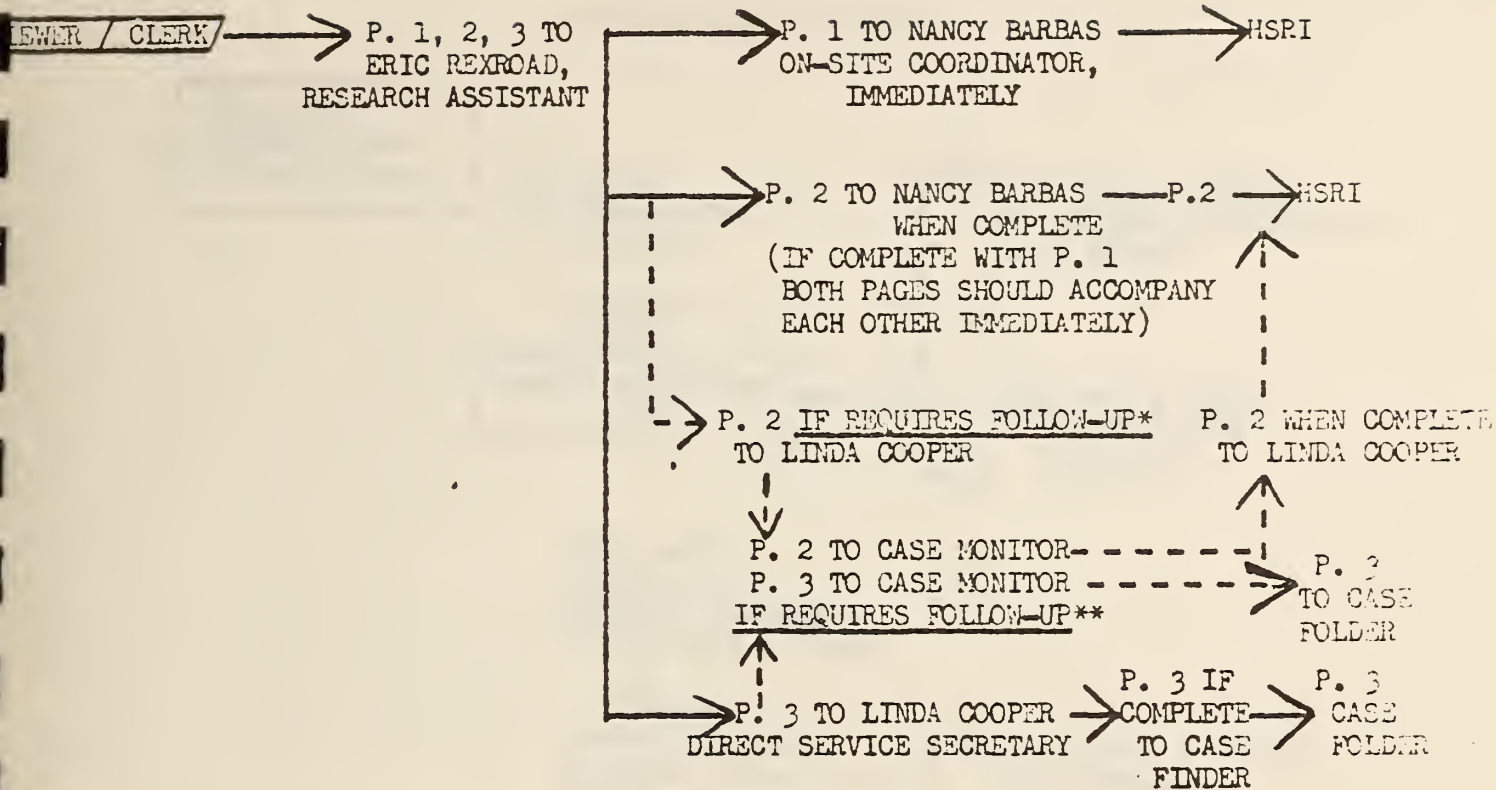 / CLERK/
P. 1, 2, 3 TO
ERIC REXROAD,
RESEARCH ASSISTANT
P. 1 TO NANCY BARBAS
ON-SITE COORDINATOR,
IMMEDIATELY
HSRI
P. 2 TO NANCY BARBAS
WHEN COMPLETE
(IF COMPLETE WITH P. 1
BOTH PAGES SHOULD ACCOMPANY
EACH OTHER IMMEDIATELY)
P.2
HSRI
P. 2 IF REQUIRES FOLLOW-UP*
TO LINDA COOPER
P. 2 WHEN COMPLETE
TO LINDA COOPER
P. 2 TO CASE MONITOR
P. 3 TO CASE MONITOR
IF REQUIRES FOLLOW-UP**
P. 3
TO CASE
FOLDER
P. 3 TO LINDA COOPER
DIRECT SERVICE SECRETARY
P. 3 IF
COMPLETE
TO CASE
FINDER
P. 3
CASE
FOLDER